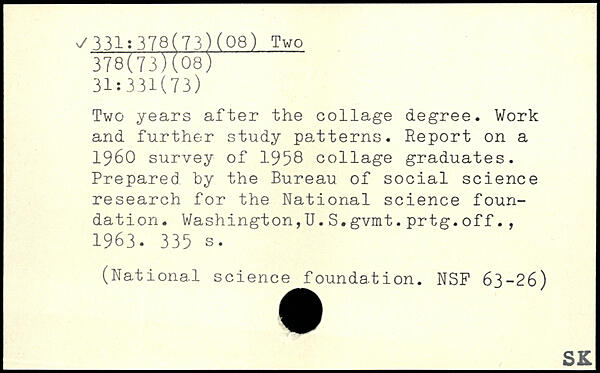 ✓331:378(73)(08) Two
378(73)(08)
31:331(73)
Two years after the collage degree. Work
and further study patterns. Report on a
1960 survey of 1958 collage graduates.
Prepared by the Bureau of social science
research for the National science foun-
dation. Washington,U.S.gvmt.prtg.off.,
1963. 335 s.
(National science foundation. NSF 63-26)
SK